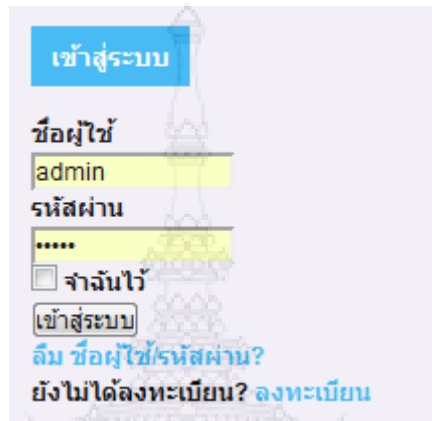 เข้าสู่ระบบ
ชื่อผู้ใช้
admin
รหัสผ่าน
•••••
จำฉันไว้
เข้าสู่ระบบ
ลืม ชื่อผู้ใช้/รหัสผ่าน?
ยังไม่ได้ลงทะเบียน? ลงทะเบียน